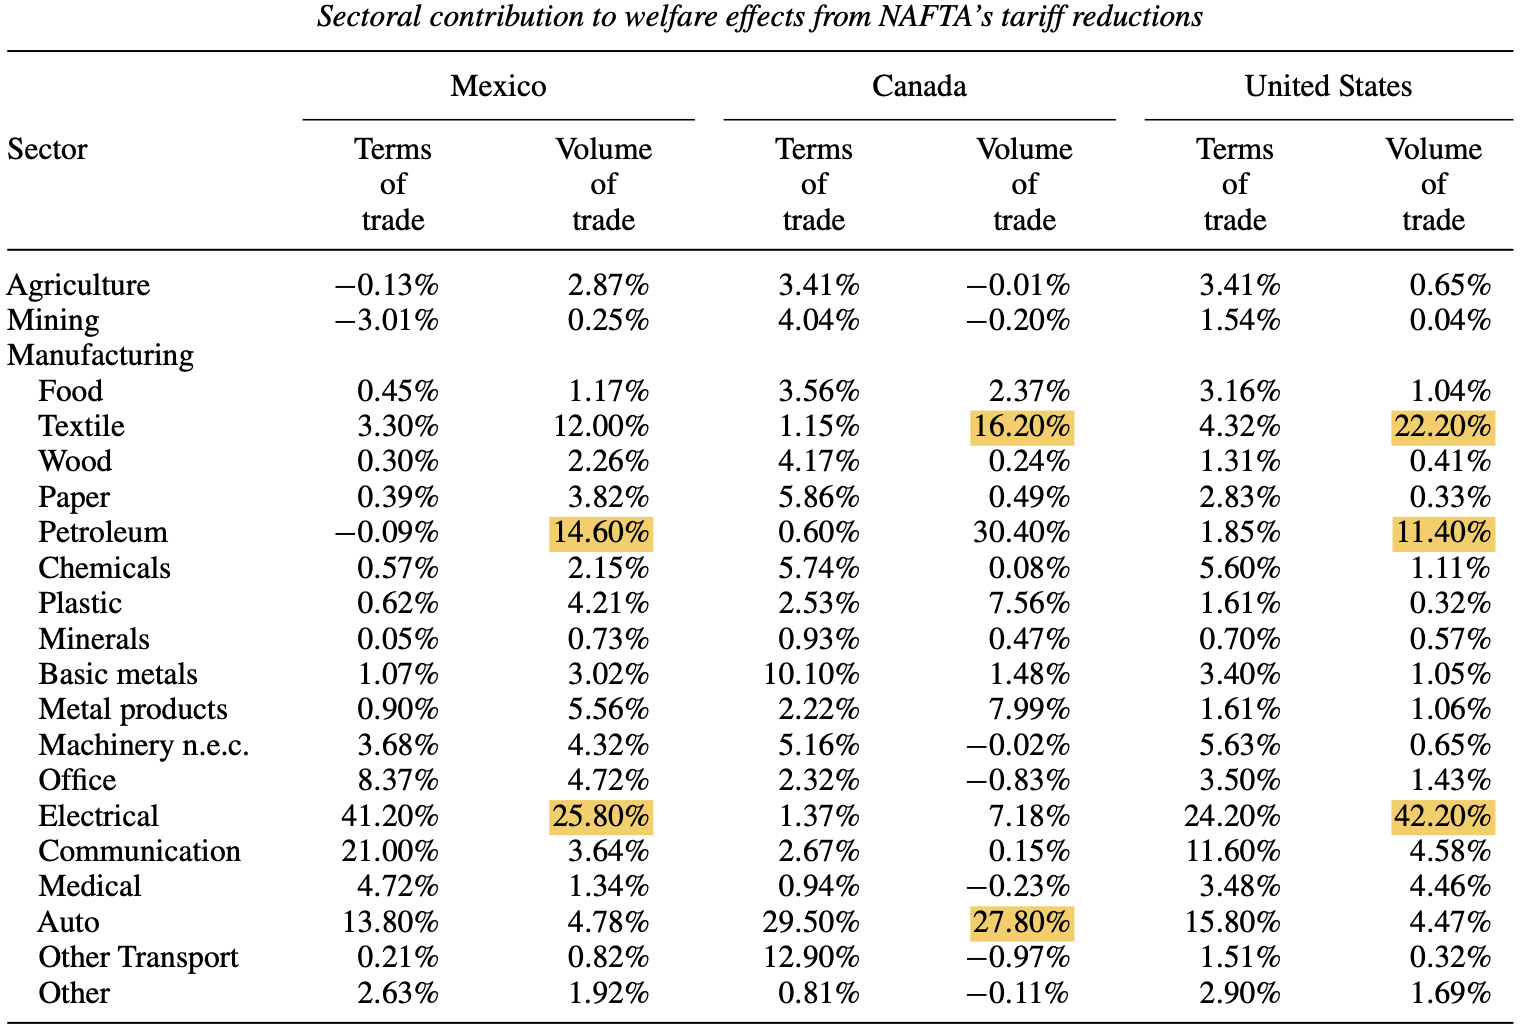 Sectoral contribution to welfare effects from NAFTA's tariff reductions
Mexico Canada United States
Sector Terms Volume Terms Volume Terms Volume
of of of of of of
trade trade trade trade trade trade
Agriculture −0.13% 2.87% 3.41% −0.01% 3.41% 0.65%
Mining −3.01% 0.25% 4.04% −0.20% 1.54% 0.04%
Manufacturing
Food 0.45% 1.17% 3.56% 2.37% 3.16% 1.04%
Textile 3.30% 12.00% 1.15% 16.20% 4.32% 22.20%
Wood 0.30% 2.26% 4.17% 0.24% 1.31% 0.41%
Paper 0.39% 3.82% 5.86% 0.49% 2.83% 0.33%
Petroleum −0.09% 14.60% 0.60% 30.40% 1.85% 11.40%
Chemicals 0.57% 2.15% 5.74% 0.08% 5.60% 1.11%
Plastic 0.62% 4.21% 2.53% 7.56% 1.61% 0.32%
Minerals 0.05% 0.73% 0.93% 0.47% 0.70% 0.57%
Basic metals 1.07% 3.02% 10.10% 1.48% 3.40% 1.05%
Metal products 0.90% 5.56% 2.22% 7.99% 1.61% 1.06%
Machinery n.e.c. 3.68% 4.32% 5.16% −0.02% 5.63% 0.65%
Office 8.37% 4.72% 2.32% −0.83% 3.50% 1.43%
Electrical 41.20% 25.80% 1.37% 7.18% 24.20% 42.20%
Communication 21.00% 3.64% 2.67% 0.15% 11.60% 4.58%
Medical 4.72% 1.34% 0.94% −0.23% 3.48% 4.46%
Auto 13.80% 4.78% 29.50% 27.80% 15.80% 4.47%
Other Transport 0.21% 0.82% 12.90% −0.97% 1.51% 0.32%
Other 2.63% 1.92% 0.81% −0.11% 2.90% 1.69%